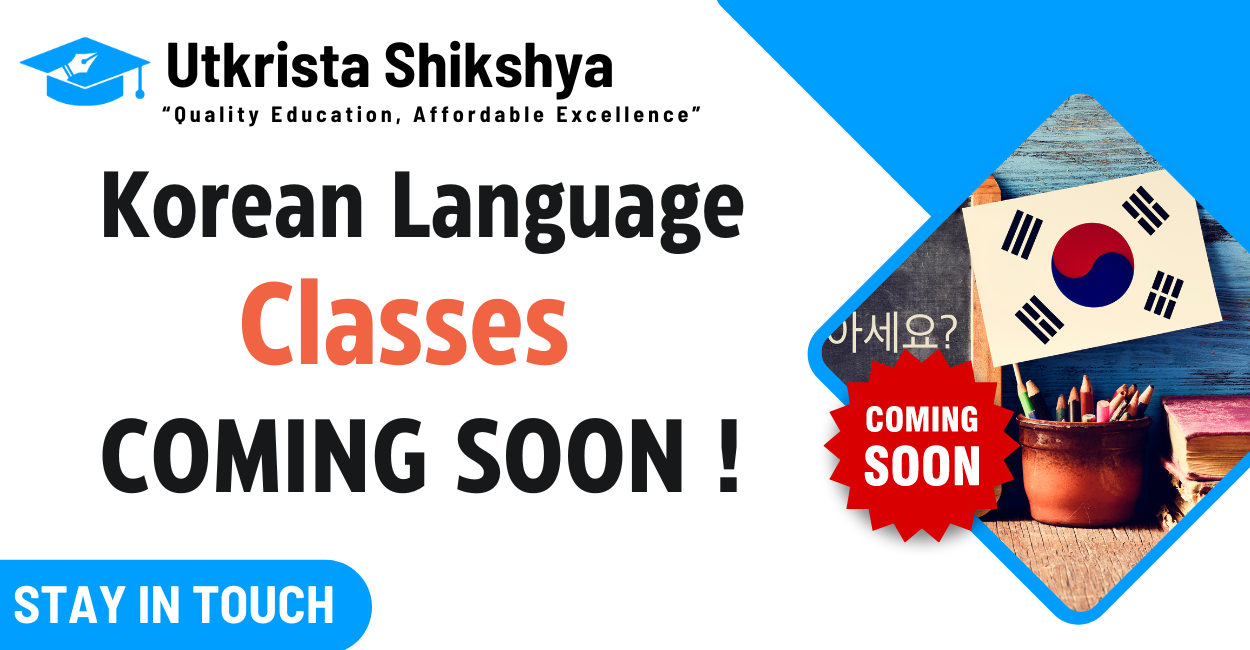 Utkrista Shikshya
“Quality Education, Affordable Excellence”
Korean Language
Classes
COMING SOON !
아세요?
COMING
SOON
STAY IN TOUCH